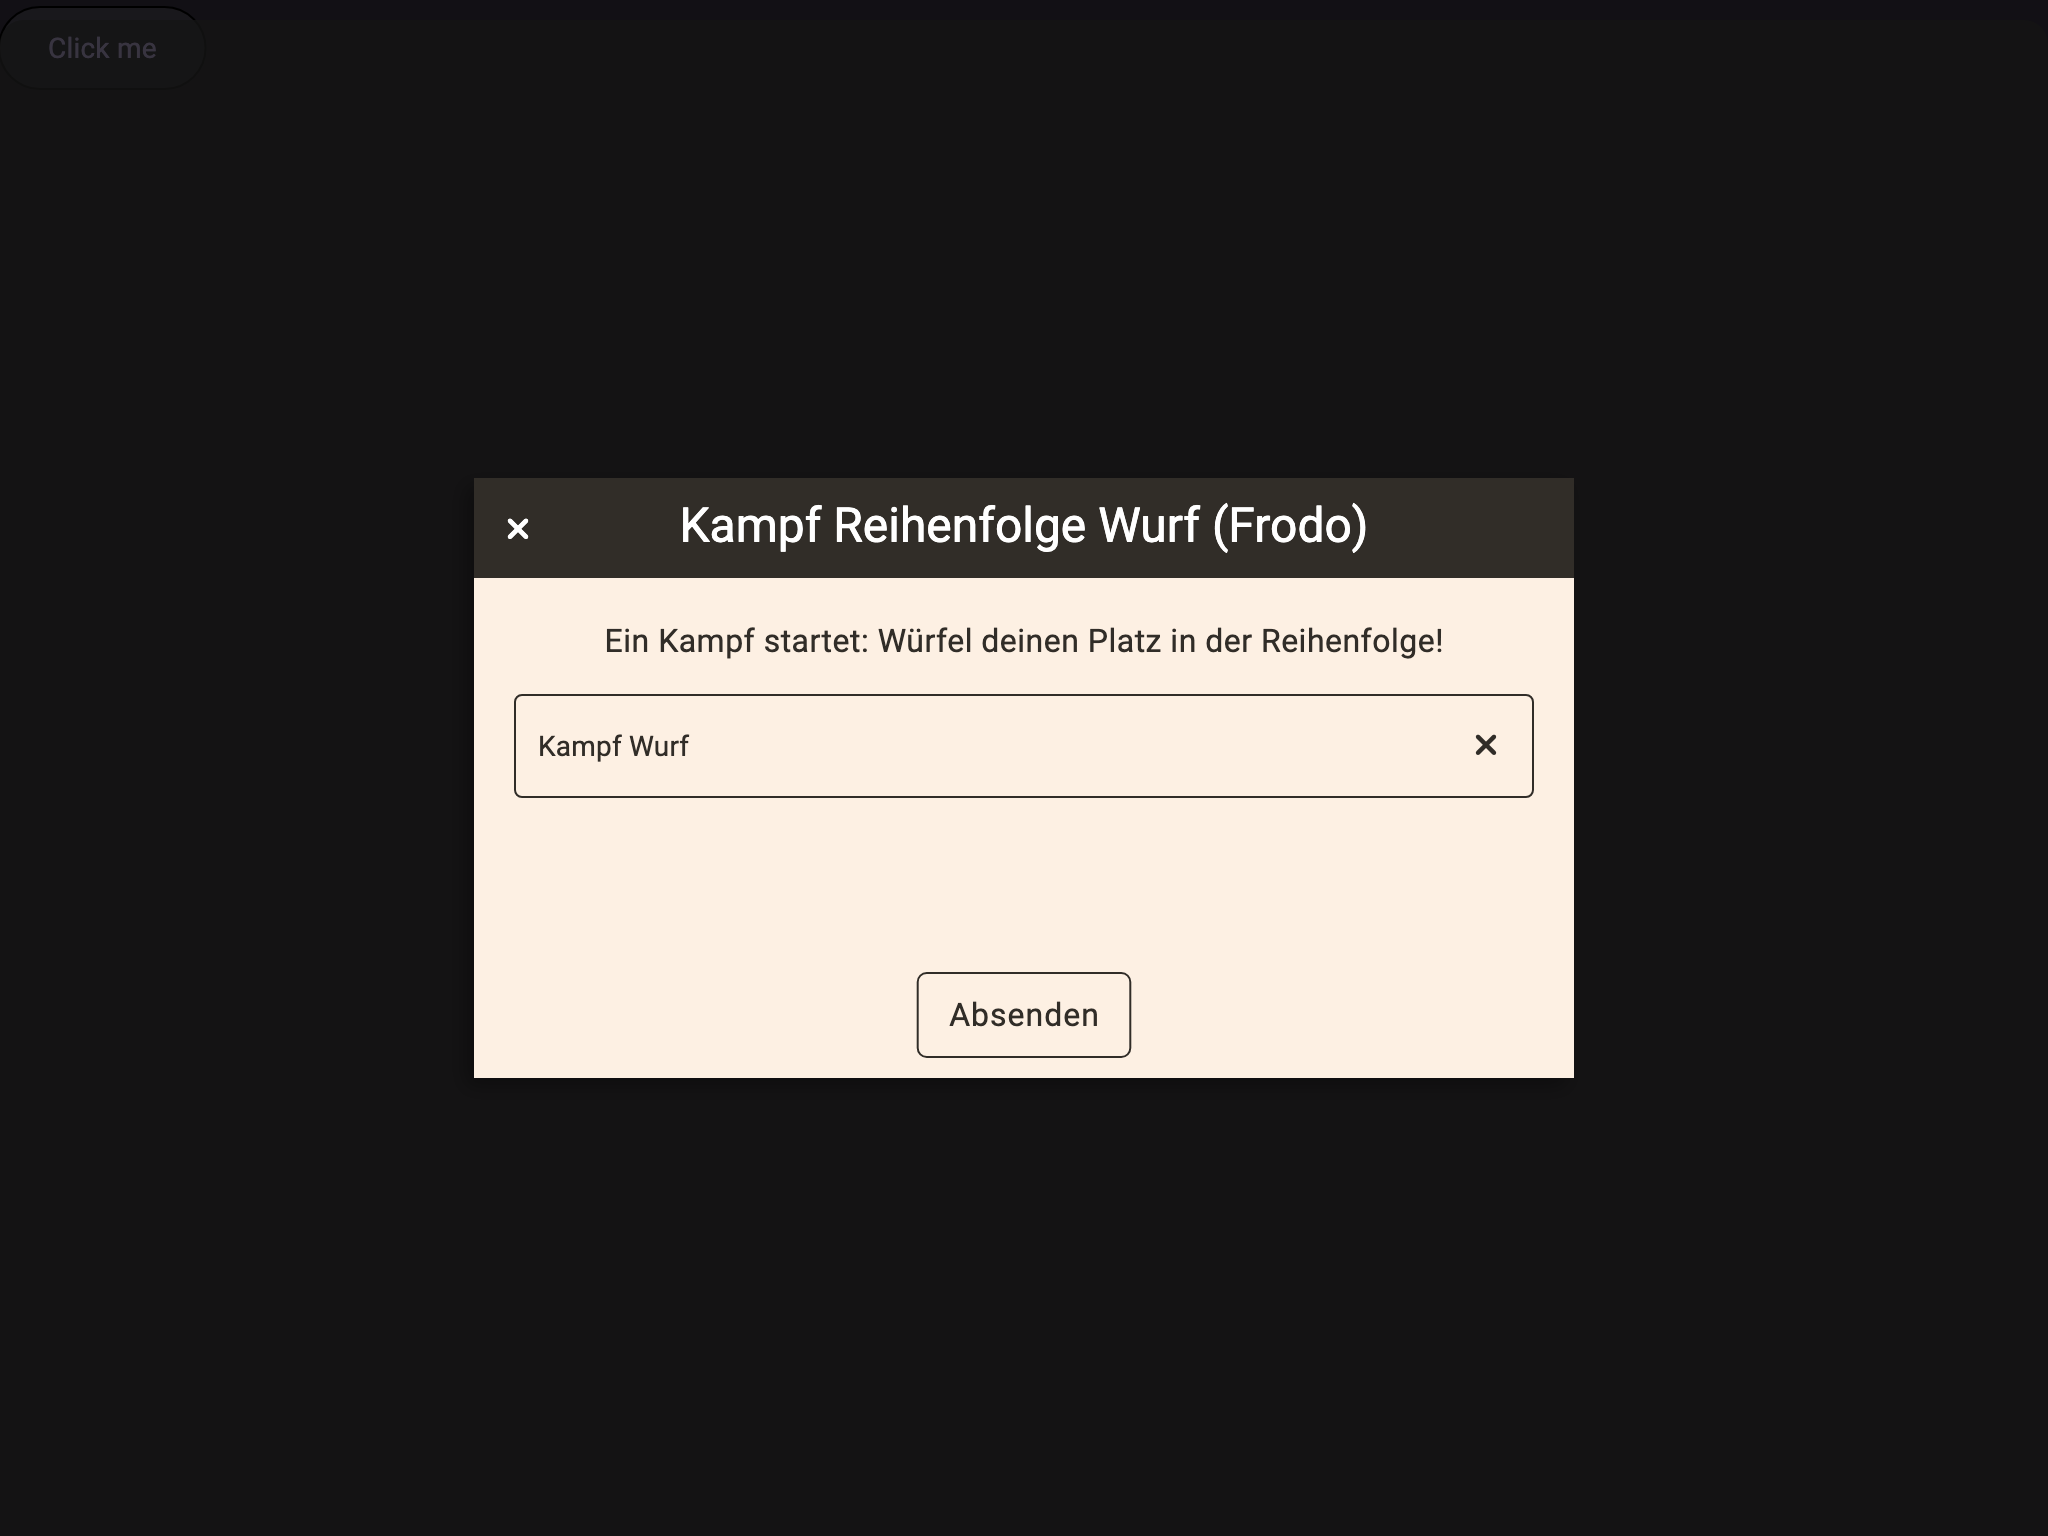 Click me
Kampf Reihenfolge Wurf (Frodo)
Ein Kampf startet: Würfel deinen Platz in der Reihenfolge!
Kampf Wurf
Absenden